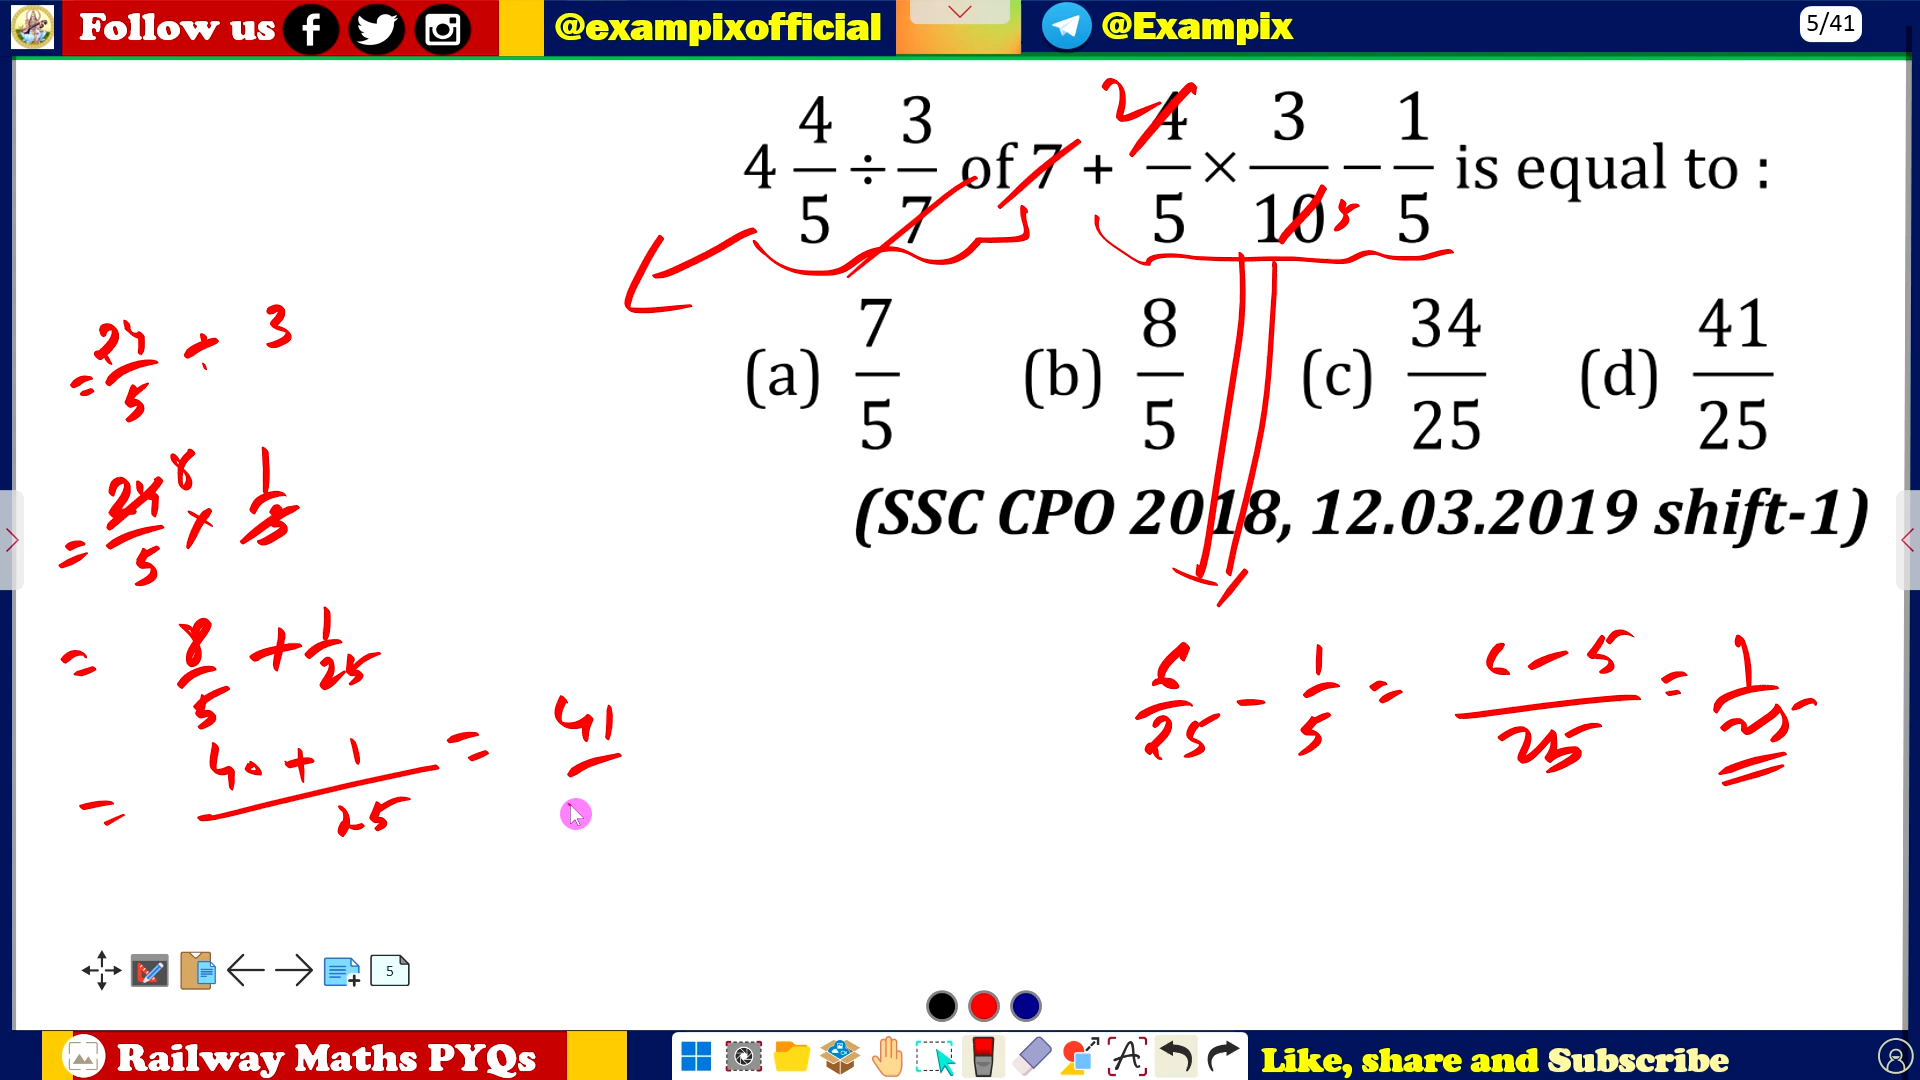 Follow us @exampixofficial @Exampix 5/41
4 4/5 ÷ 3/7 of 7 + 4/5 × 3/10 − 1/5 is equal to :
2
5
(a) 7/5 (b) 8/5 (c) 34/25 (d) 41/25
(SSC CPO 2018, 12.03.2019 shift-1)
= 24/5 ÷ 3
= 24/5 × 1/3
8
= 8/5 + 1/25
= 40 + 1/25 = 41
6/25 − 1/5 = 6 − 5/25 = 1/25
5
Railway Maths PYQs
A
Like, share and Subscribe